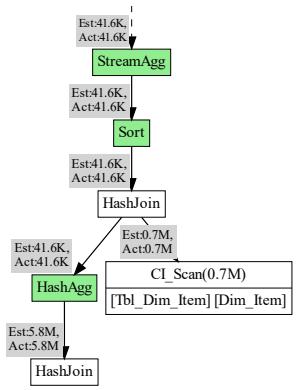 Est:41.6K,
Act:41.6K
StreamAgg
Est:41.6K,
Act:41.6K
Sort
Est:41.6K,
Act:41.6K
HashJoin
Est:41.6K,
Act:41.6K
Est:0.7M,
Act:0.7M
HashAgg
CI_Scan(0.7M)
[Tbl_Dim_Item] [Dim_Item]
Est:5.8M,
Act:5.8M
HashJoin